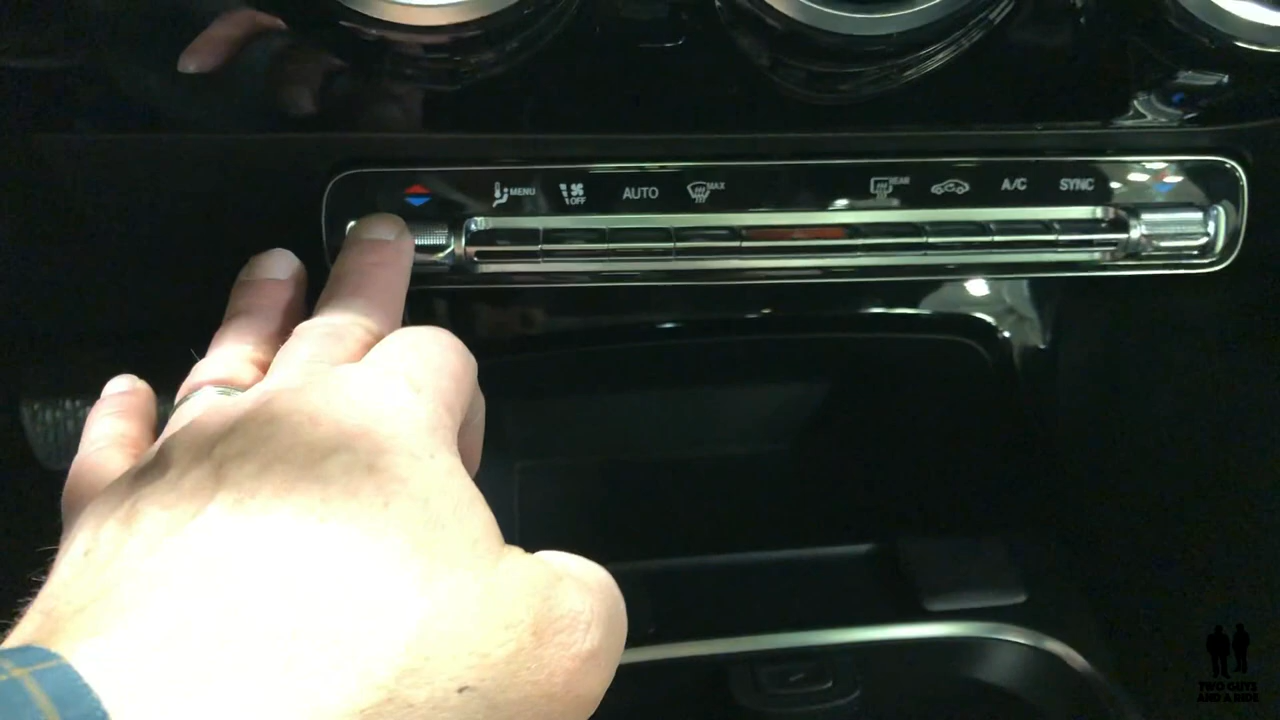 MENU
OFF
AUTO
MAX
REAR
A/C
SYNC
TWO GUYS
AND A RIDE